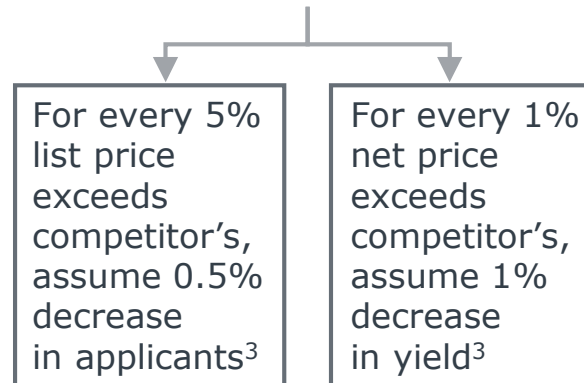 For every 5%
list price
exceeds
competitor’s,
assume 0.5%
decrease
in applicants³
For every 1%
net price
exceeds
competitor’s,
assume 1%
decrease
in yield³